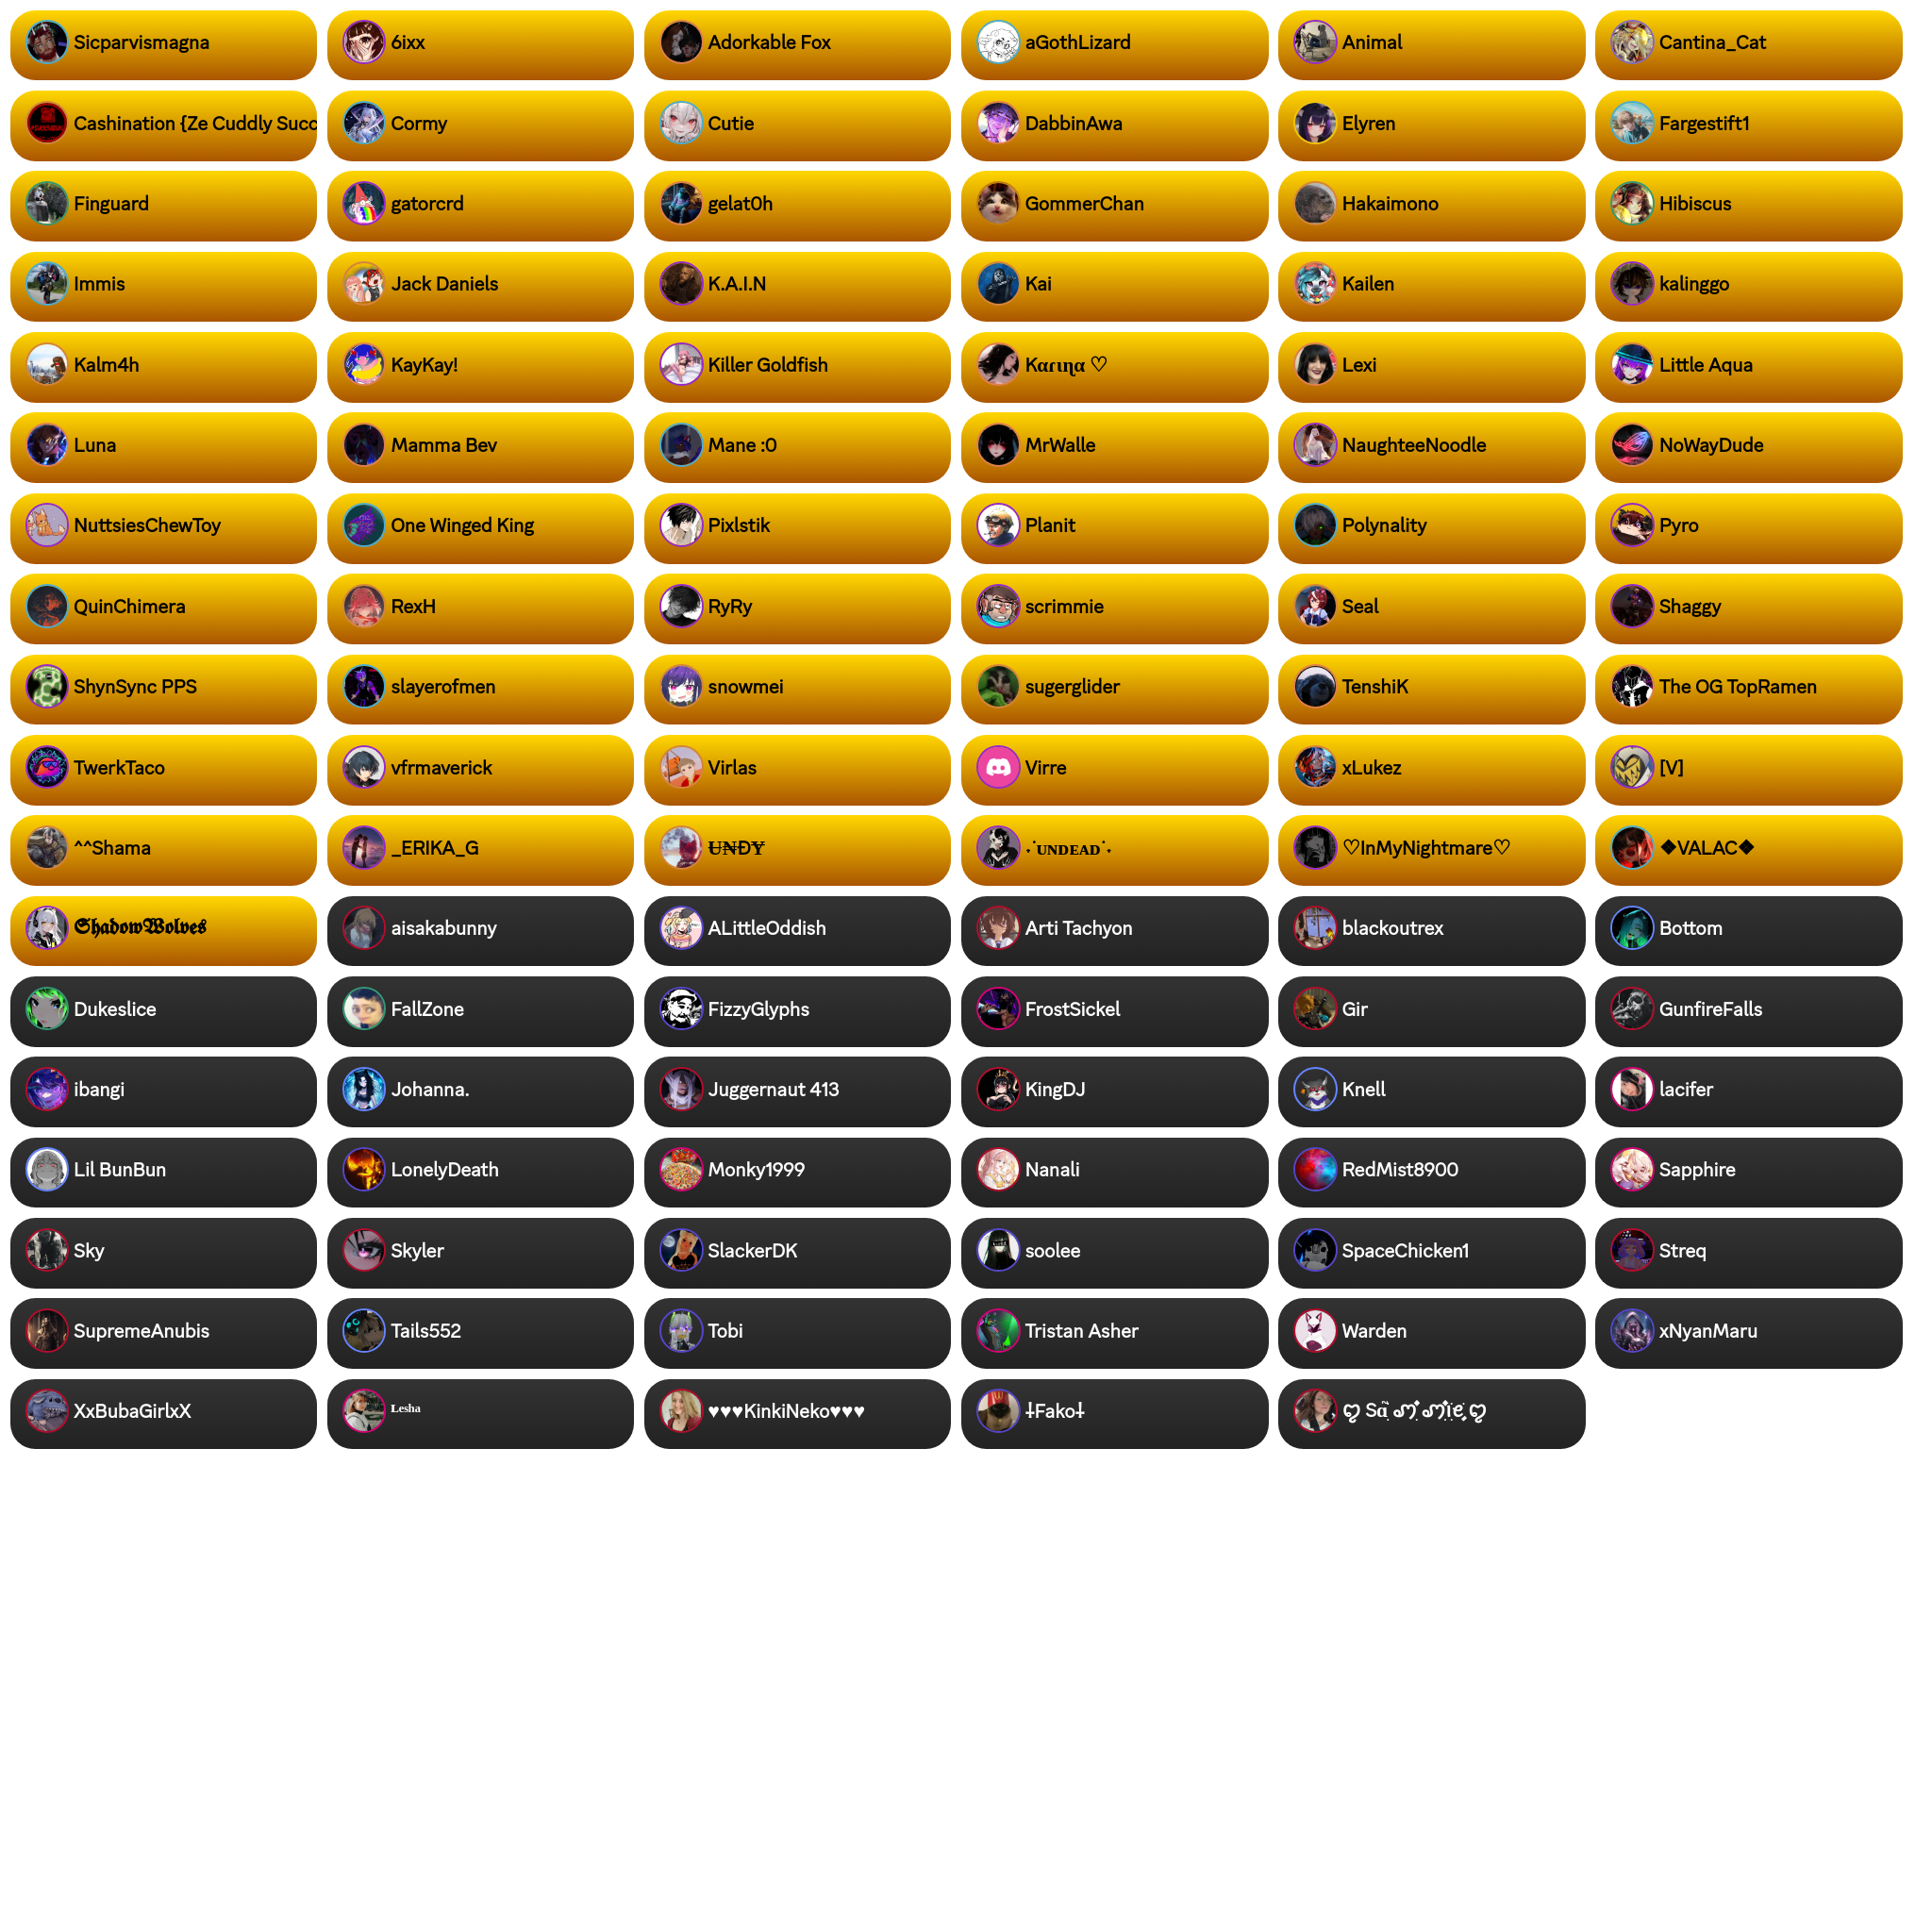 Sicparvismagna
6ixx
Adorkable Fox
aGothLizard
Animal
Cantina_Cat
Cashination {Ze Cuddly Succ
Cormy
Cutie
DabbinAwa
Elyren
Fargestift1
Finguard
gatorcrd
gelat0h
GommerChan
Hakaimono
Hibiscus
Immis
Jack Daniels
K.A.I.N
Kai
Kailen
kalinggo
Kalm4h
KayKay!
Killer Goldfish
Kαɾιηα ♡
Lexi
Little Aqua
Luna
Mamma Bev
Mane :0
MrWalle
NaughteeNoodle
NoWayDude
NuttsiesChewToy
One Winged King
Pixlstik
Planit
Polynality
Pyro
QuinChimera
RexH
RyRy
scrimmie
Seal
Shaggy
ShynSync PPS
slayerofmen
snowmei
sugerglider
TenshiK
The OG TopRamen
TwerkTaco
vfrmaverick
Virlas
Virre
xLukez
[V]
^^Shama
_ERIKA_G
Ʉ₦ĐɎ
˖˙ᴜɴᴅᴇᴀᴅ˙˖
♡InMyNightmare♡
❖VALAC❖
𝕾𝖍𝖆𝖉𝖔𝖜𝖂𝖔𝖑𝖛𝖊𝖘
aisakabunny
ALittleOddish
Arti Tachyon
blackoutrex
Bottom
Dukeslice
FallZone
FizzyGlyphs
FrostSickel
Gir
GunfireFalls
ibangi
Johanna.
Juggernaut 413
KingDJ
Knell
lacifer
Lil BunBun
LonelyDeath
Monky1999
Nanali
RedMist8900
Sapphire
Sky
Skyler
SlackerDK
soolee
SpaceChicken1
Streq
SupremeAnubis
Tails552
Tobi
Tristan Asher
Warden
xNyanMaru
XxBubaGirlxX
ᴸᵉˢʰᵃ
♥♥♥KinkiNeko♥♥♥
⸸Fako⸸